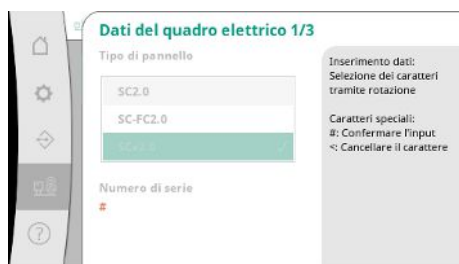 Dati del quadro elettrico 1/3
Tipo di pannello
SC2.0
SC-FC2.0
Numero di serie
#
Inserimento dati:
Selezione dei caratteri
tramite rotazione
Caratteri speciali:
#: Confermare l'input
<: Cancellare il carattere